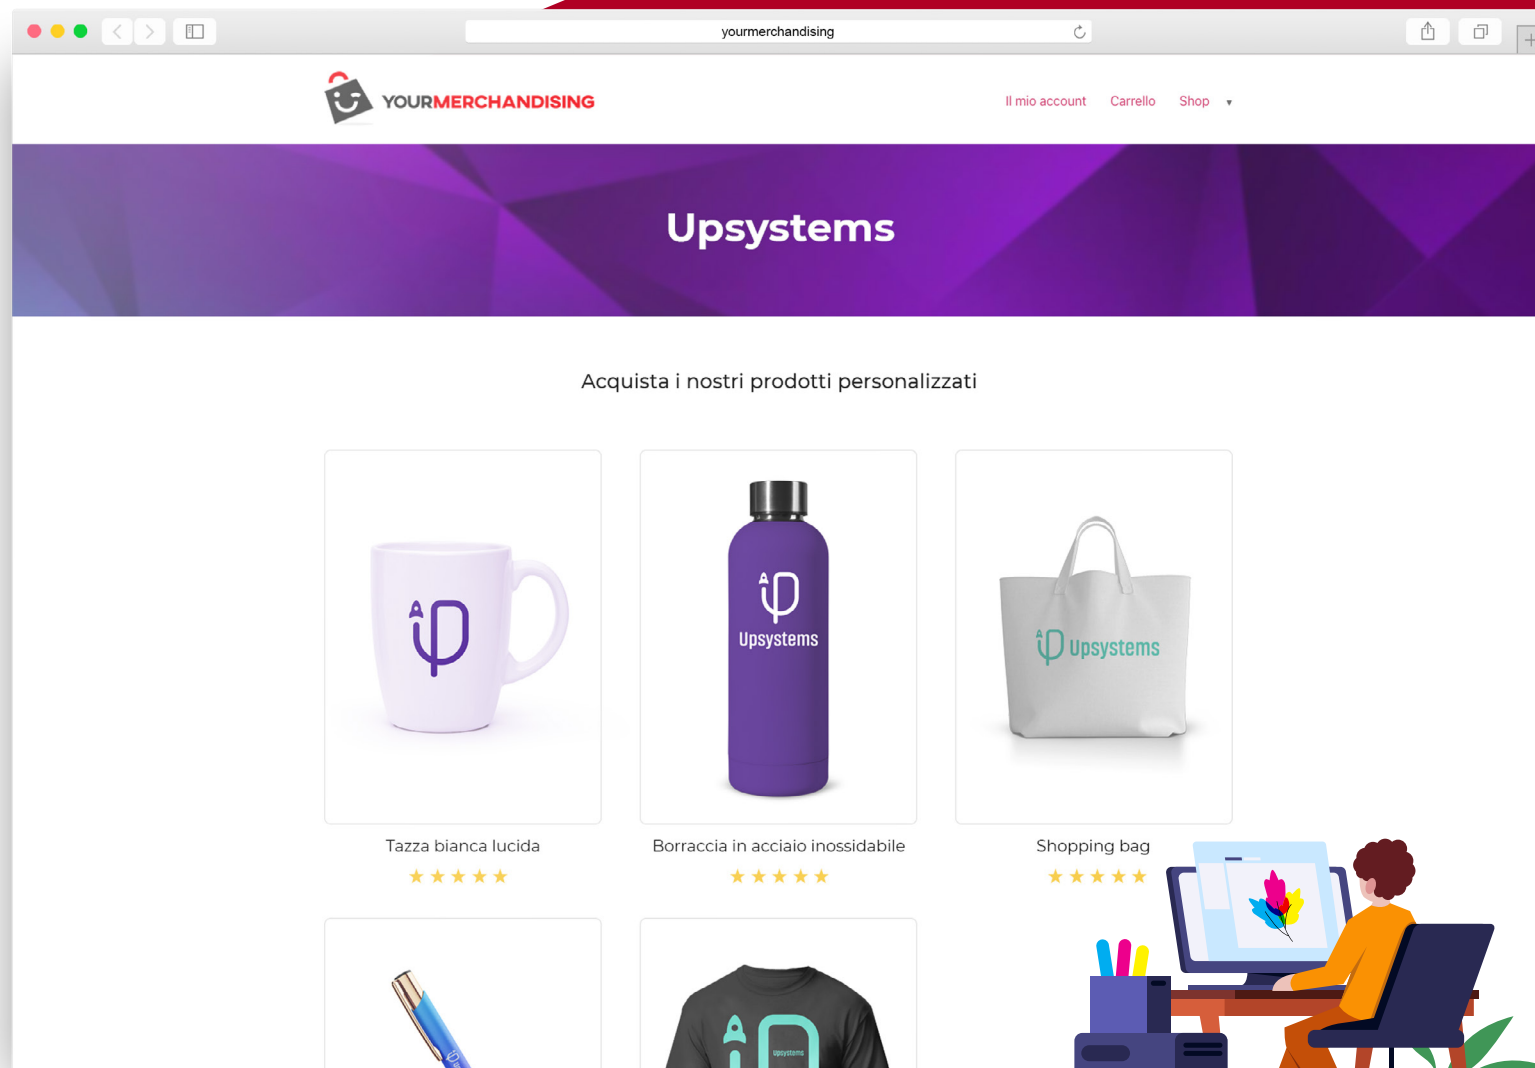 yourmerchandising
YOURMERCHANDISING
Il mio account Carrello Shop
Upsystems
Acquista i nostri prodotti personalizzati
Upsystems
Upsystems
Tazza bianca lucida
Borraccia in acciaio inossidabile
Shopping bag
Upsystems